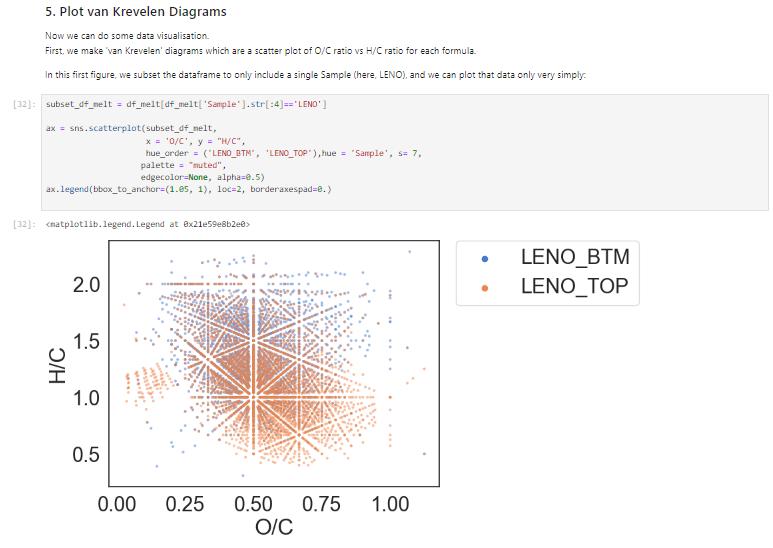 5. Plot van Krevelen Diagrams
Now we can do some data visualisation.
First, we make 'van Krevelen' diagrams which are a scatter plot of O/C ratio vs H/C ratio for each formula.
In this first figure, we subset the dataframe to only include a single Sample (here, LENO), and we can plot that data only very simply:
[32]: subset_df_melt = df_melt[df_melt['Sample'].str[:4]=='LENO']
ax = sns.scatterplot(subset_df_melt,
x = 'O/C', y = "H/C",
hue_order = ('LENO_BTM', 'LENO_TOP'),hue = 'Sample', s= 7,
palette = "muted",
edgecolor=None, alpha=0.5)
ax.legend(bbox_to_anchor=(1.05, 1), loc=2, borderaxespad=0.)
[32]: <matplotlib.legend.Legend at 0x21e59e8b2e0>
LENO_BTM
LENO_TOP
2.0
1.5
1.0
0.5
H/C
0.00 0.25 0.50 0.75 1.00
O/C